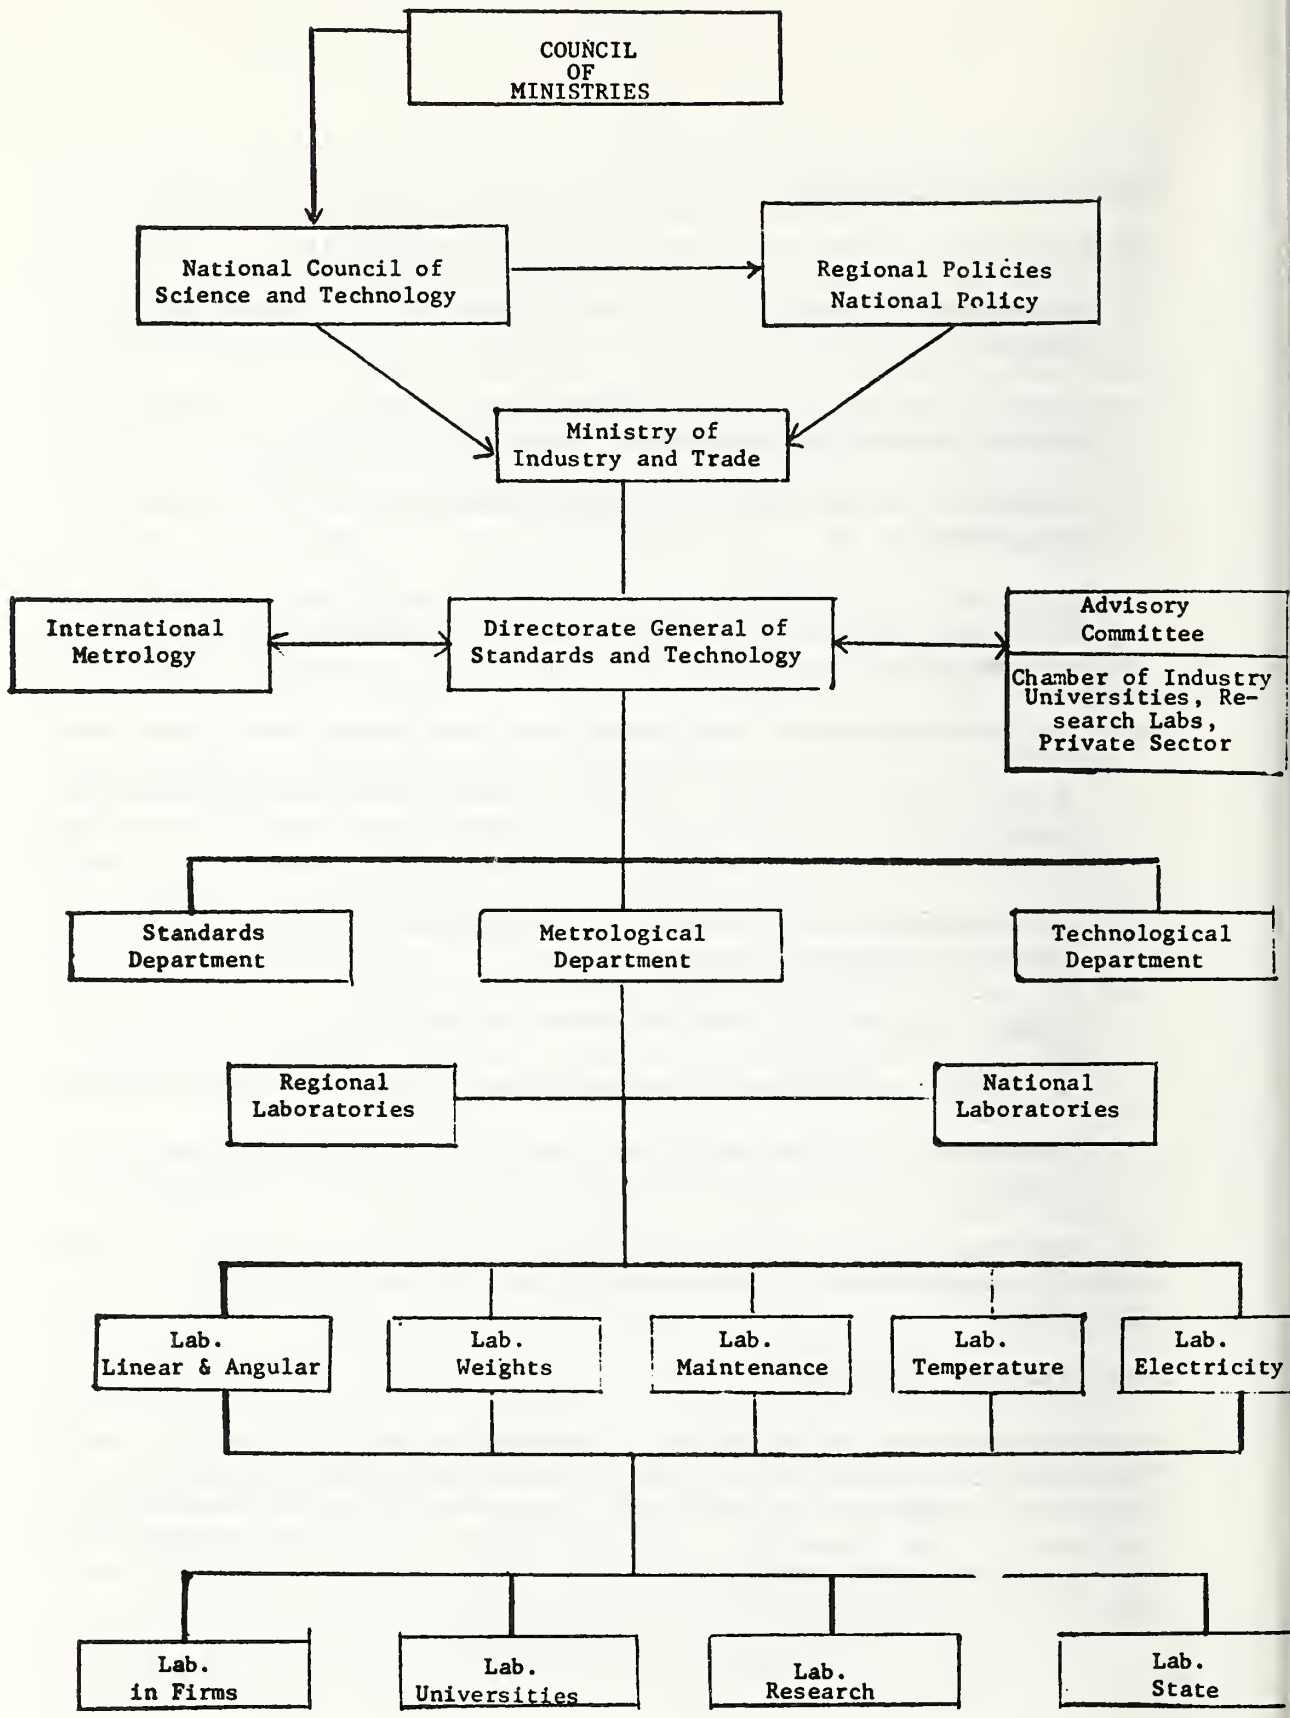 COUNCIL
OF
MINISTRIES
National Council of
Science and Technology
Regional Policies
National Policy
Ministry of
Industry and Trade
International
Metrology
Directorate General of
Standards and Technology
Advisory
Committee
Chamber of Industry
Universities, Re-
search Labs,
Private Sector
Standards
Department
Metrological
Department
Technological
Department
Regional
Laboratories
National
Laboratories
Lab.
Linear & Angular
Lab.
Weights
Lab.
Maintenance
Lab.
Temperature
Lab.
Electricity
Lab.
in Firms
Lab.
Universities
Lab.
Research
Lab.
State